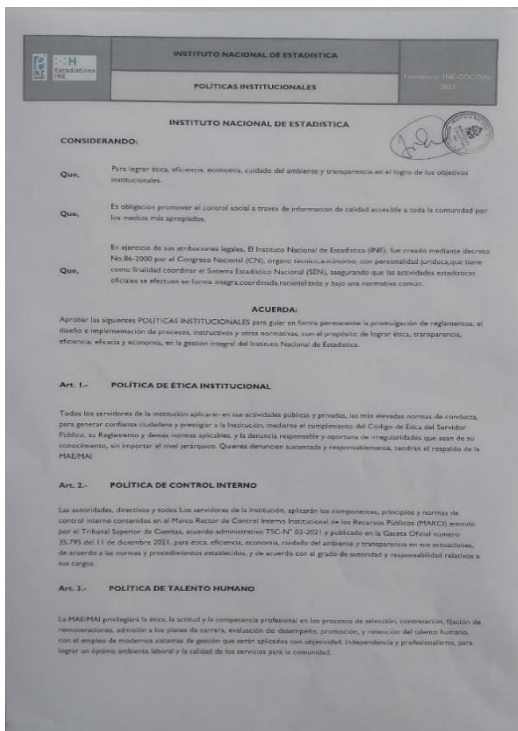 INE
Estadísticas
INE
INSTITUTO NACIONAL DE ESTADISTICA
POLÍTICAS INSTITUCIONALES
INE-COCOIN
INSTITUTO NACIONAL DE ESTADISTICA
CONSIDERANDO:
Que, Para lograr ética, eficiencia, economía, cuidado del ambiente y transparencia en el logro de los objetivos
institucionales.
Que, Es obligación promover el control social a través de información de calidad accesible a toda la comunidad por
los medios más apropiados.
En ejercicio de sus atribuciones legales, El Instituto Nacional de Estadística (INE), fue creado mediante decreto
No.86-2000 por el Congreso Nacional (CN), órgano técnico,autónomo, con personalidad juríduca,que tiene
Que, como finalidad coordinar el Sistema Estadístico Nacional (SEN), asegurando que las actividades estadísticas
oficiales se efectuen en forma integra,coordinada,racionalizada y bajo una normativa común.
ACUERDA:
Aprobar las siguientes POLÍTICAS INSTITUCIONALES para guiar en forma permanente la promulgación de reglamentos, el
diseño e implementación de procesos, instructivos y otras normativas, con el propósito de lograr ética, transparencia,
eficiencia, eficacia y economía, en la gestión integral del Instituto Nacional de Estadística.
Art. 1.- POLÍTICA DE ÉTICA INSTITUCIONAL
Todos los servidores de la institución aplicarán en sus actividades públicas y privadas, las más elevadas normas de conducta,
para generar confianza ciudadana y prestigiar a la Institución, mediante el cumplimiento del Código de Ética del Servidor
Público, su Reglamento y demás normas aplicables, y la denuncia responsable y oportuna de irregularidades que sean de su
conocimiento, sin importar el nivel jerárquico. Quienes denuncien sustentada y responsablemente, tendrán el respaldo de la
MAE/MAI
Art. 2.- POLÍTICA DE CONTROL INTERNO
Las autoridades, directivos y todos Los servidores de la institución, aplicarán los componentes, principios y normas de
control interno contenidos en el Marco Rector de Control Interno Institucional de los Recursos Públicos (MARCI) emitido
por el Tribunal Superior de Cuentas, acuerdo administrativo TSC-N° 02-2021 y publicado en la Gaceta Oficial número
35,795 del 11 de diciembre 2021, para ética, eficiencia, economía, cuidado del ambiente y transparencia en sus actuaciones,
de acuerdo a las normas y procedimientos establecidos, y de acuerdo con el grado de autoridad y responsabilidad relativos a
sus cargos.
Art. 3.- POLÍTICA DE TALENTO HUMANO
La MAE/MAI privilegiará la ética, la actitud y la competencia profesional en los procesos de selección, contratación, fijación de
remuneraciones, admisión a los planes de carrera, evaluación del desempeño, promoción, y retención del talento humano,
con el empleo de modernos sistemas de gestión que serán aplicados con objetividad, independencia y profesionalismo, para
lograr un óptimo ambiente laboral y la calidad de los servicios para la comunidad.